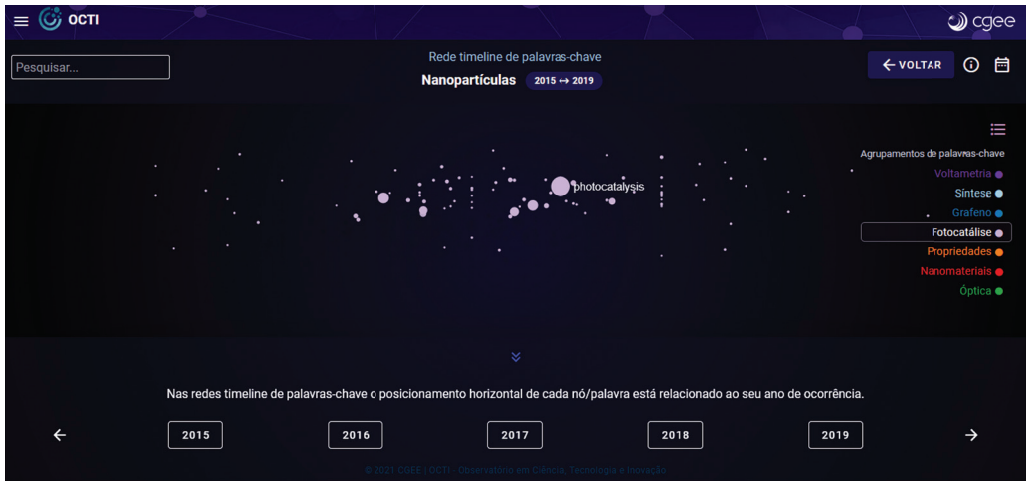 OCTI
cgee
Pesquisar...
Rede timeline de palavras-chave
Nanopartículas 2015 ↔ 2019
← VOLTAR
Agrupamentos de palavras-chave
Voltametria
Síntese
Grafeno
Fotocatálise
Propriedades
Nanomateriais
Óptica
photocatalysis
Nas redes timeline de palavras-chave o posicionamento horizontal de cada nó/palavra está relacionado ao seu ano de ocorrência.
← 2015 2016 2017 2018 2019 →
© 2021 CGEE | OCTI - Observatório em Ciência, Tecnologia e Inovação